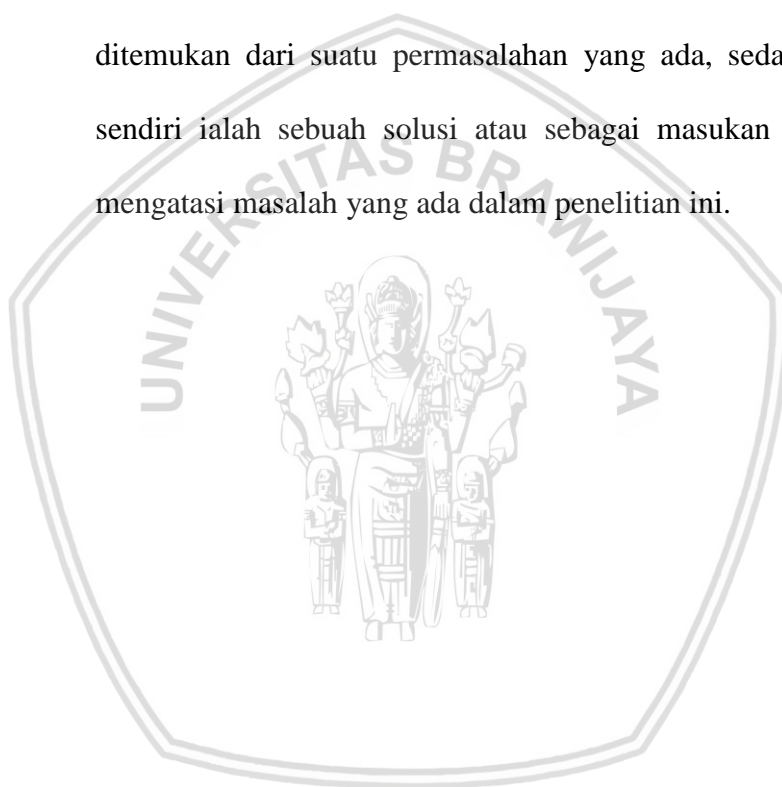 ditemukan dari suatu permasalahan yang ada,
sendiri ialah sebuah solusi atau sebagai masukan
mengatasi masalah yang ada dalam penelitian ini.
UNIVERSITAS BRAWIJAYA